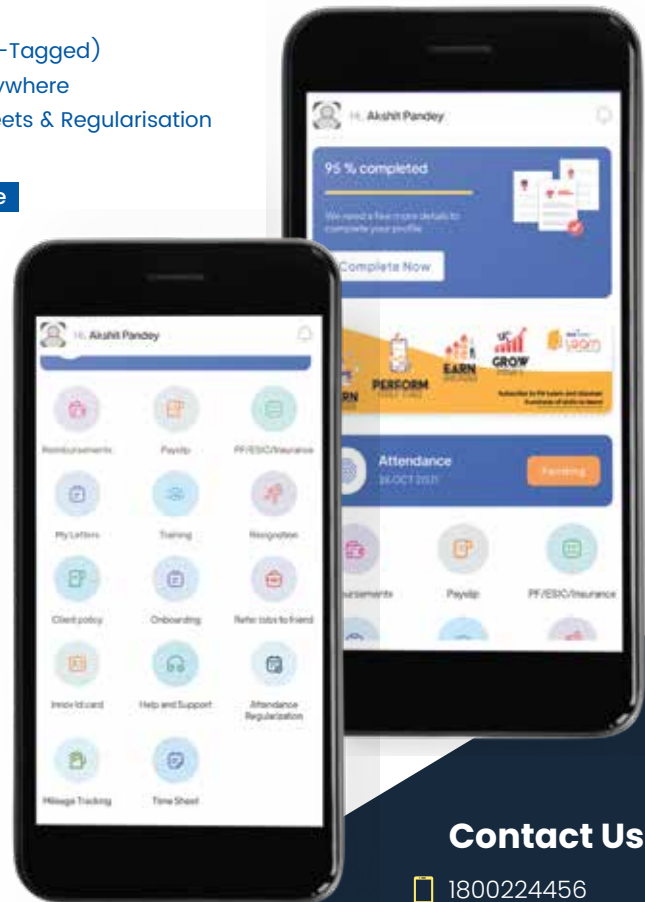 -Tagged)
ywhere
eets & Regularisation
e
Hi, Akshit Pandey
95 % completed
We need a few more details to
complete your profile
Complete Now
RN
PERFORM
EARN
GROW
Learn
Attendance
26 OCT 2021
Pending
ursements
Payslip
PF/ESIC/Insurance
Hi, Akshit Pandey
Reimbursements
Payslip
PF/ESIC/Insurance
My Letters
Training
Resignation
Client policy
Onboarding
Refer Jobs to friend
Innov Id card
Help and Support
Attendance
Regularization
Mileage Tracking
Time Sheet
Contact Us
1800224456